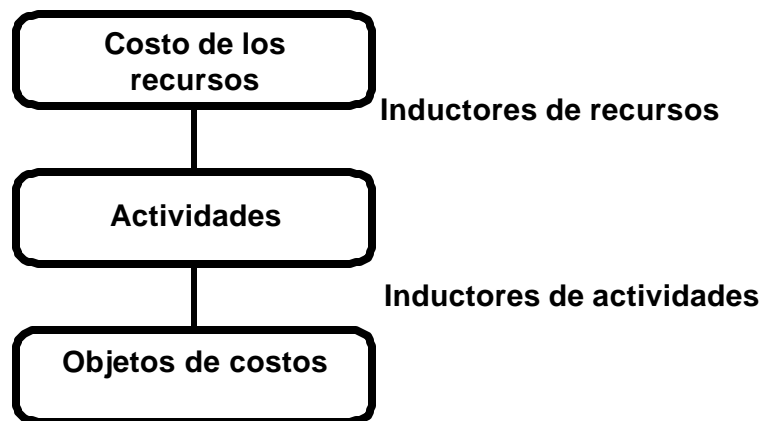 Costo de los
recursos
Inductores de recursos
Actividades
Inductores de actividades
Objetos de costos